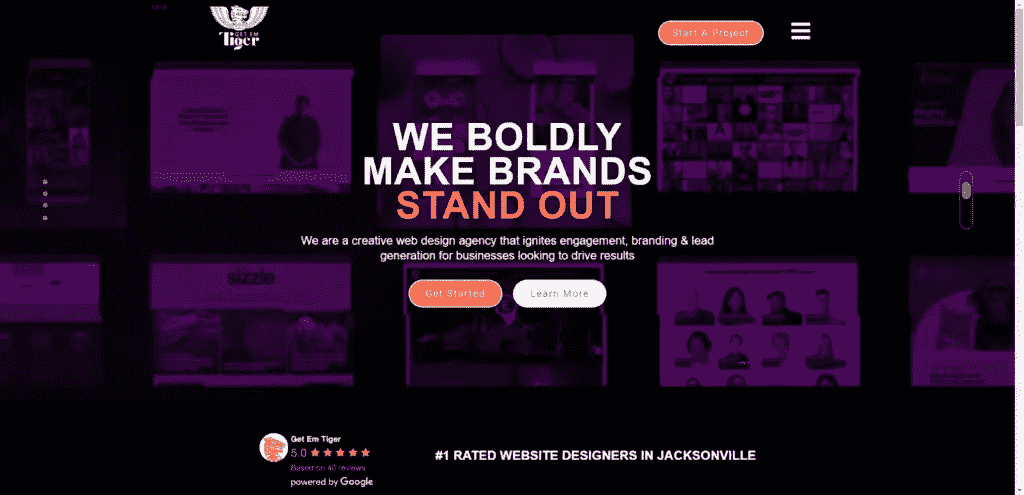 GET EM
Tiger
Start A Project
sizzle
WE BOLDLY
MAKE BRANDS
STAND OUT
We are a creative web design agency that ignites engagement, branding & lead
generation for businesses looking to drive results
Get Started
Learn More
Get Em Tiger
5.0
Based on 40 reviews
powered by Google
#1 RATED WEBSITE DESIGNERS IN JACKSONVILLE